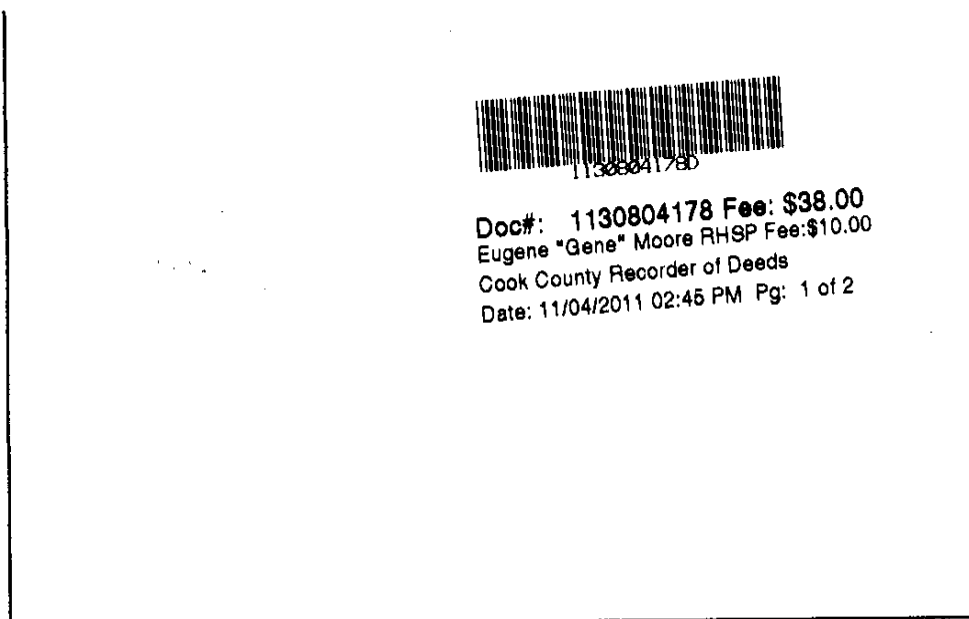 1130804178D
Doc#: 1130804178 Fee: $38.00
Eugene "Gene" Moore RHSP Fee:$10.00
Cook County Recorder of Deeds
Date: 11/04/2011 02:45 PM Pg: 1 of 2